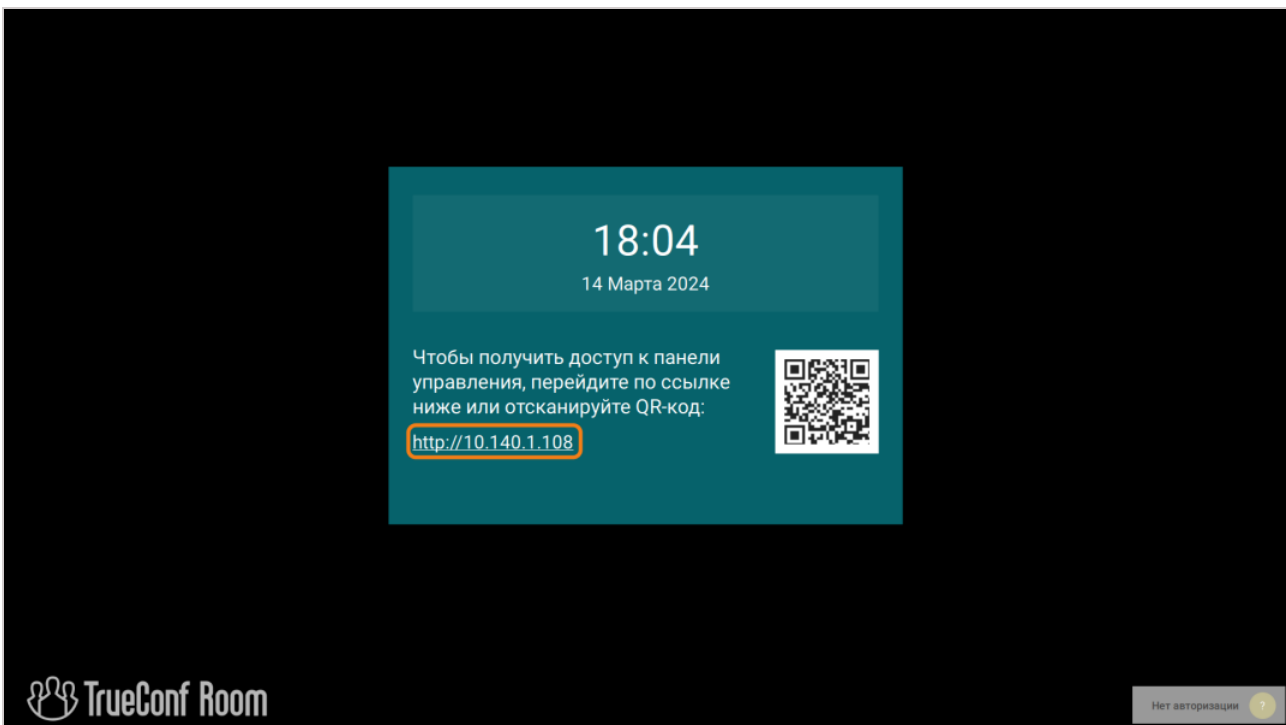 18:04
14 Марта 2024
Чтобы получить доступ к панели
управления, перейдите по ссылке
ниже или отсканируйте QR-код:
http://10.140.1.108
TrueConf Room
Нет авторизации ?